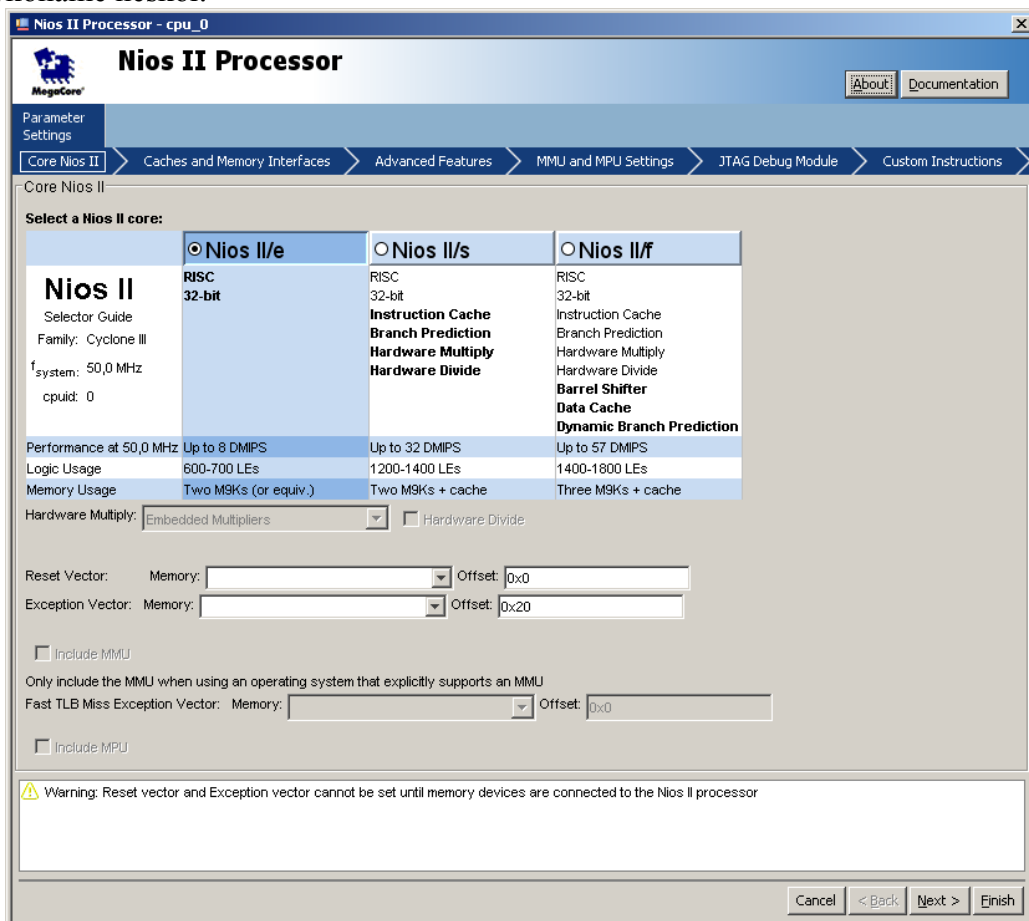 Nios II Processor - cpu_0
MegaCore®
Nios II Processor
About Documentation
Parameter
Settings
Core Nios II Caches and Memory Interfaces Advanced Features MMU and MPU Settings JTAG Debug Module Custom Instructions
Core Nios II
Select a Nios II core:
Nios II/e Nios II/s Nios II/f
Nios II
Selector Guide
Family: Cyclone III
fsystem: 50,0 MHz
cpuid: 0
RISC
32-bit
RISC
32-bit
Instruction Cache
Branch Prediction
Hardware Multiply
Hardware Divide
RISC
32-bit
Instruction Cache
Branch Prediction
Hardware Multiply
Hardware Divide
Barrel Shifter
Data Cache
Dynamic Branch Prediction
Performance at 50,0 MHz Up to 8 DMIPS Up to 32 DMIPS Up to 57 DMIPS
Logic Usage 600-700 LEs 1200-1400 LEs 1400-1800 LEs
Memory Usage Two M9Ks (or equiv.) Two M9Ks + cache Three M9Ks + cache
Hardware Multiply: Embedded Multipliers Hardware Divide
Reset Vector: Memory: Offset: 0x0
Exception Vector: Memory: Offset: 0x20
Include MMU
Only include the MMU when using an operating system that explicitly supports an MMU
Fast TLB Miss Exception Vector: Memory: Offset: 0x0
Include MPU
Warning: Reset vector and Exception vector cannot be set until memory devices are connected to the Nios II processor
Cancel < Back Next > Finish